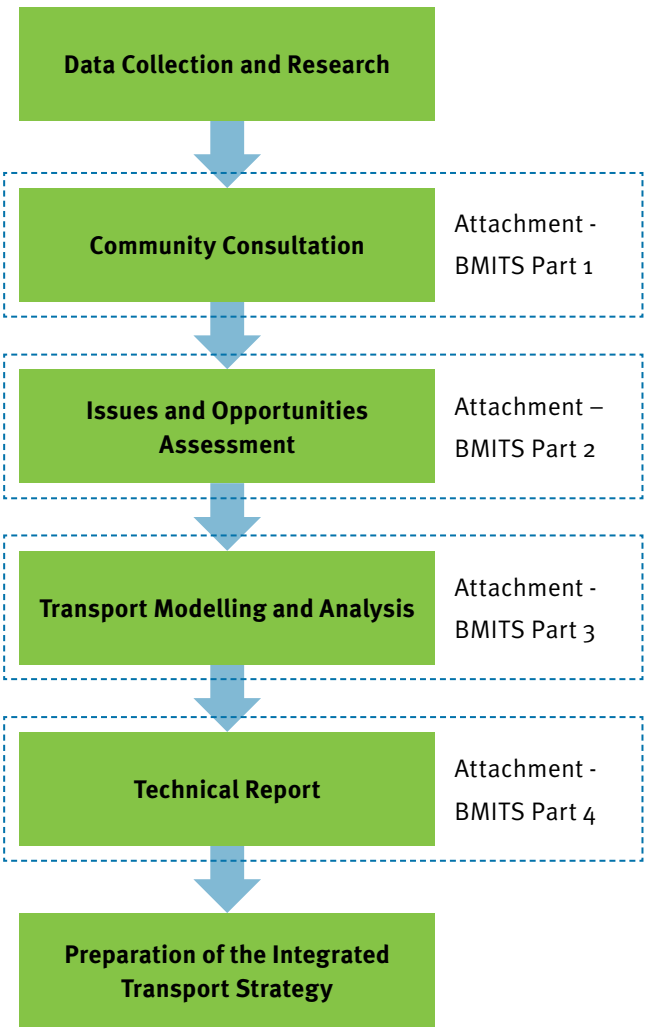 Data Collection and Research
Community Consultation
Attachment -
BMITS Part 1
Issues and Opportunities
Assessment
Attachment –
BMITS Part 2
Transport Modelling and Analysis
Attachment -
BMITS Part 3
Technical Report
Attachment -
BMITS Part 4
Preparation of the Integrated
Transport Strategy